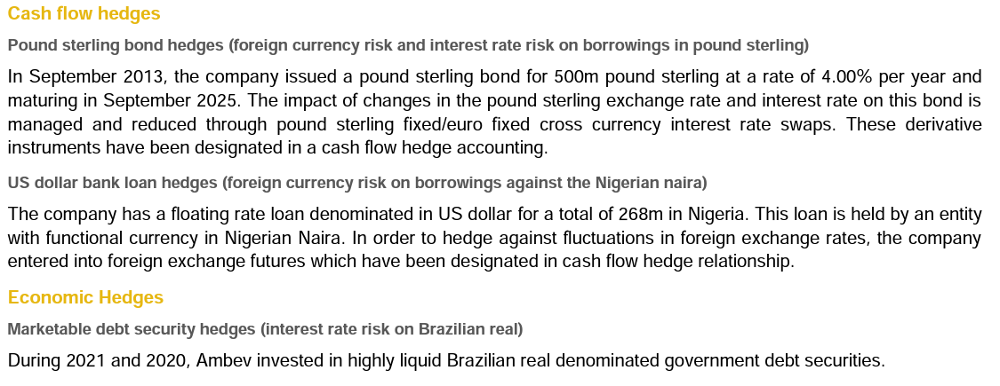 Cash flow hedges
Pound sterling bond hedges (foreign currency risk and interest rate risk on borrowings in pound sterling)
In September 2013, the company issued a pound sterling bond for 500m pound sterling at a rate of 4.00% per year and
maturing in September 2025. The impact of changes in the pound sterling exchange rate and interest rate on this bond is
managed and reduced through pound sterling fixed/euro fixed cross currency interest rate swaps. These derivative
instruments have been designated in a cash flow hedge accounting.
US dollar bank loan hedges (foreign currency risk on borrowings against the Nigerian naira)
The company has a floating rate loan denominated in US dollar for a total of 268m in Nigeria. This loan is held by an entity
with functional currency in Nigerian Naira. In order to hedge against fluctuations in foreign exchange rates, the company
entered into foreign exchange futures which have been designated in cash flow hedge relationship.
Economic Hedges
Marketable debt security hedges (interest rate risk on Brazilian real)
During 2021 and 2020, Ambev invested in highly liquid Brazilian real denominated government debt securities.